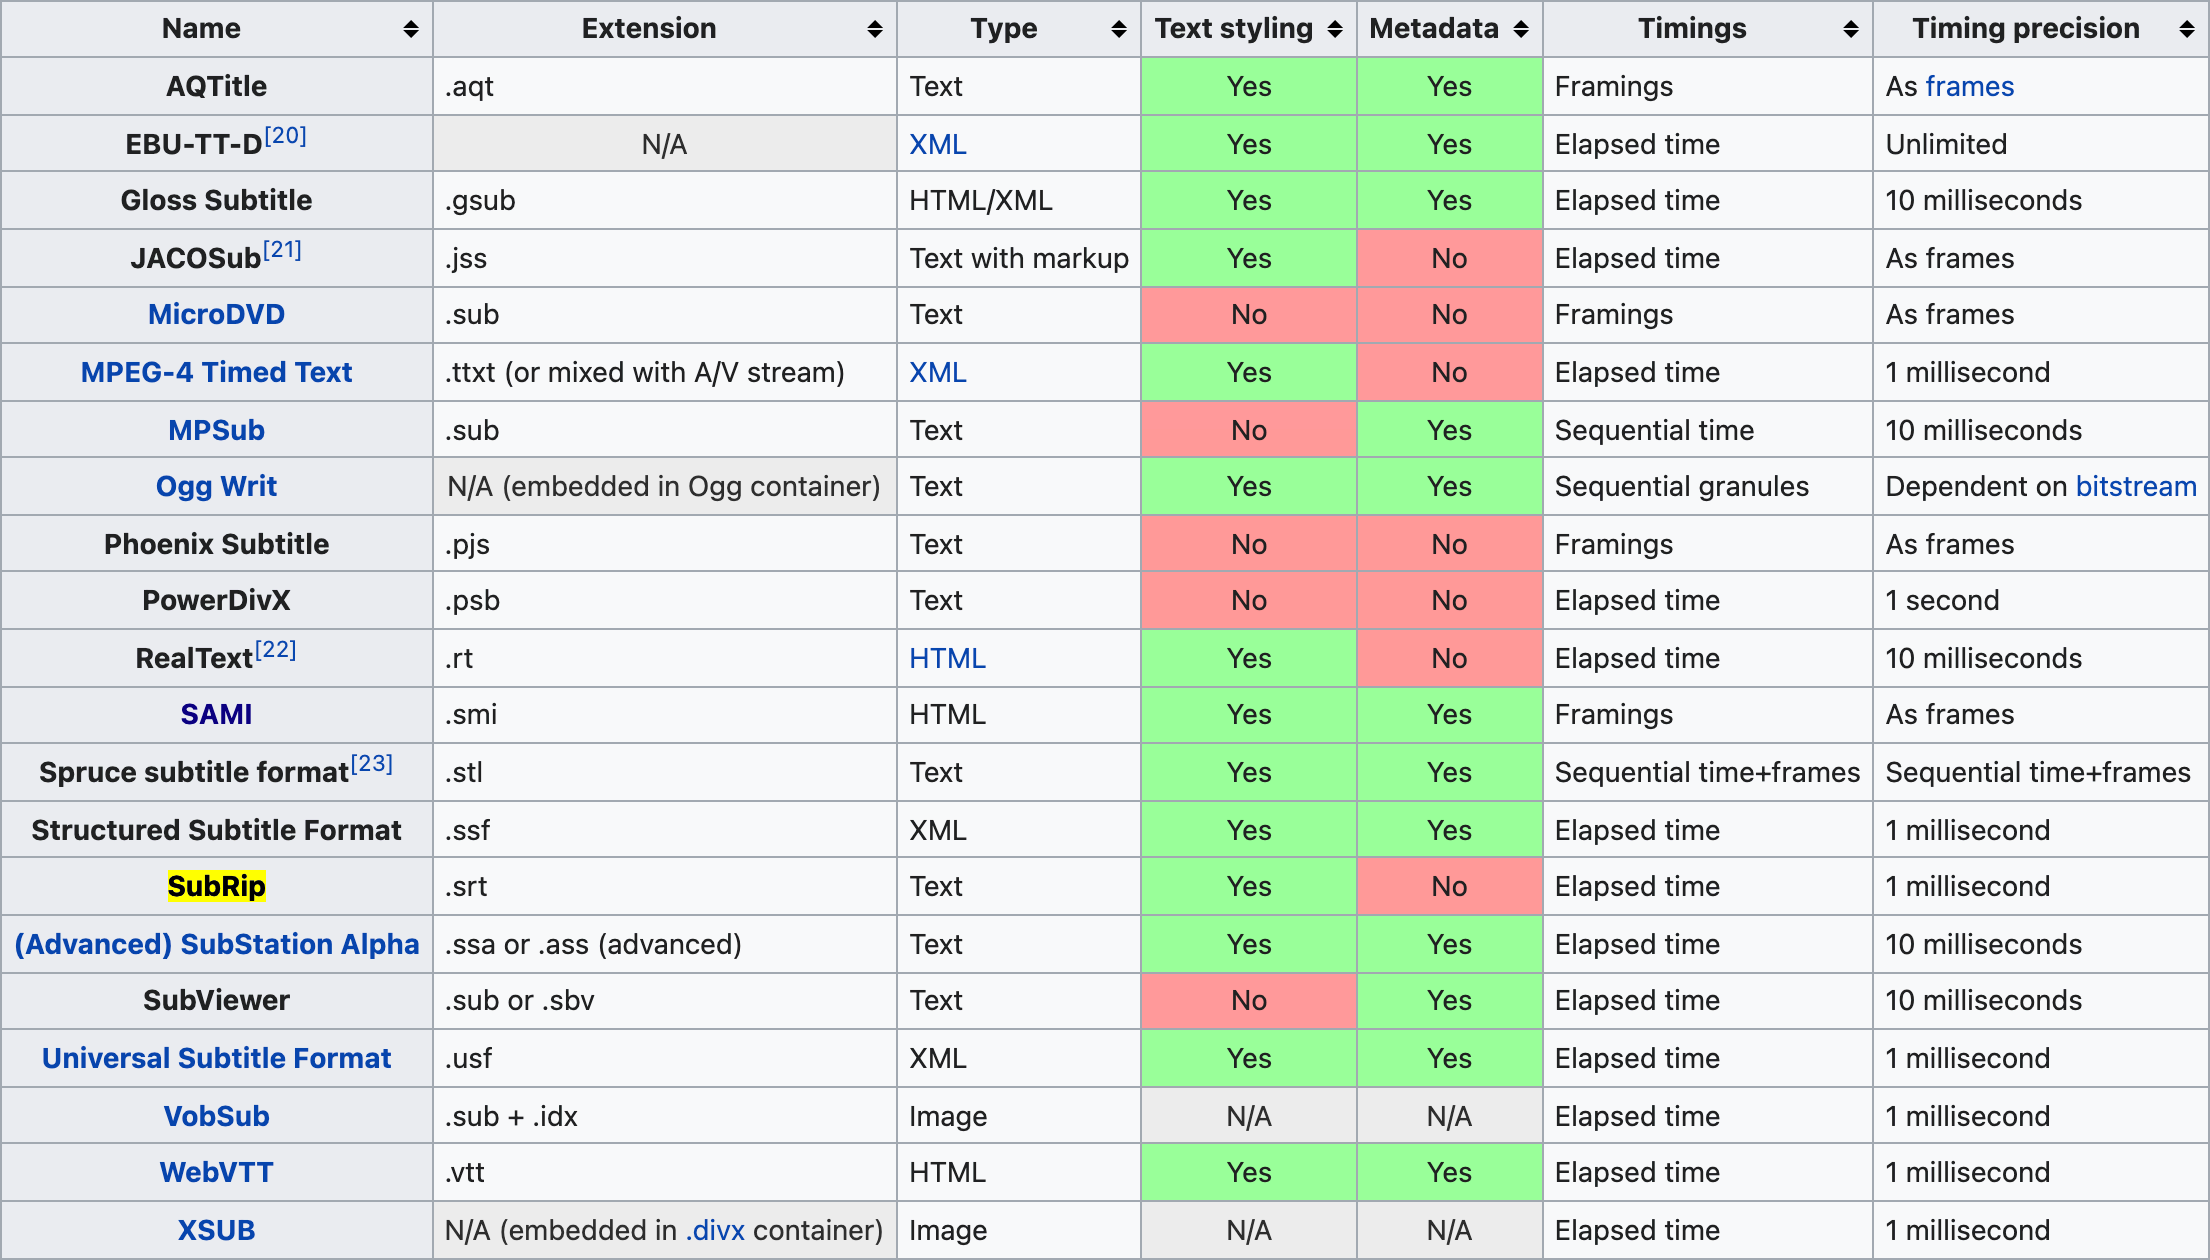 Name Extension Type Text styling Metadata Timings Timing precision
AQTitle .aqt Text Yes Yes Framings As frames
EBU-TT-D[20] N/A XML Yes Yes Elapsed time Unlimited
Gloss Subtitle .gsub HTML/XML Yes Yes Elapsed time 10 milliseconds
JACOSub[21] .jss Text with markup Yes No Elapsed time As frames
MicroDVD .sub Text No No Framings As frames
MPEG-4 Timed Text .ttxt (or mixed with A/V stream) XML Yes No Elapsed time 1 millisecond
MPSub .sub Text No Yes Sequential time 10 milliseconds
Ogg Writ N/A (embedded in Ogg container) Text Yes Yes Sequential granules Dependent on bitstream
Phoenix Subtitle .pjs Text No No Framings As frames
PowerDivX .psb Text No No Elapsed time 1 second
RealText[22] .rt HTML Yes No Elapsed time 10 milliseconds
SAMI .smi HTML Yes Yes Framings As frames
Spruce subtitle format[23] .stl Text Yes Yes Sequential time+frames Sequential time+frames
Structured Subtitle Format .ssf XML Yes Yes Elapsed time 1 millisecond
SubRip .srt Text Yes No Elapsed time 1 millisecond
(Advanced) SubStation Alpha .ssa or .ass (advanced) Text Yes Yes Elapsed time 10 milliseconds
SubViewer .sub or .sbv Text No Yes Elapsed time 10 milliseconds
Universal Subtitle Format .usf XML Yes Yes Elapsed time 1 millisecond
VobSub .sub + .idx Image N/A N/A Elapsed time 1 millisecond
WebVTT .vtt HTML Yes Yes Elapsed time 1 millisecond
XSUB N/A (embedded in .divx container) Image N/A N/A Elapsed time 1 millisecond